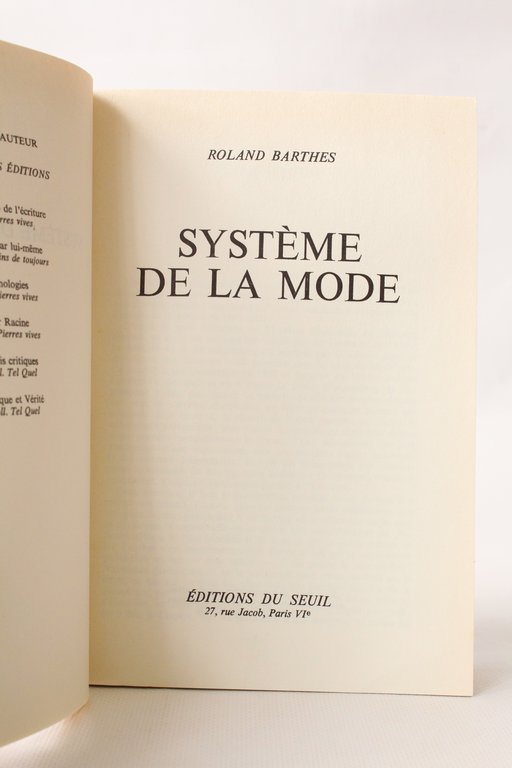 AUTEUR
ÉDITIONS
de l'écriture
vives
lui-même
de toujours
Racine
Pierres vives
critiques
Tel Quel
et Vérité
Tel Quel
ROLAND BARTHES
SYSTÈME
DE LA MODE
ÉDITIONS DU SEUIL
27, rue Jacob, Paris VIe